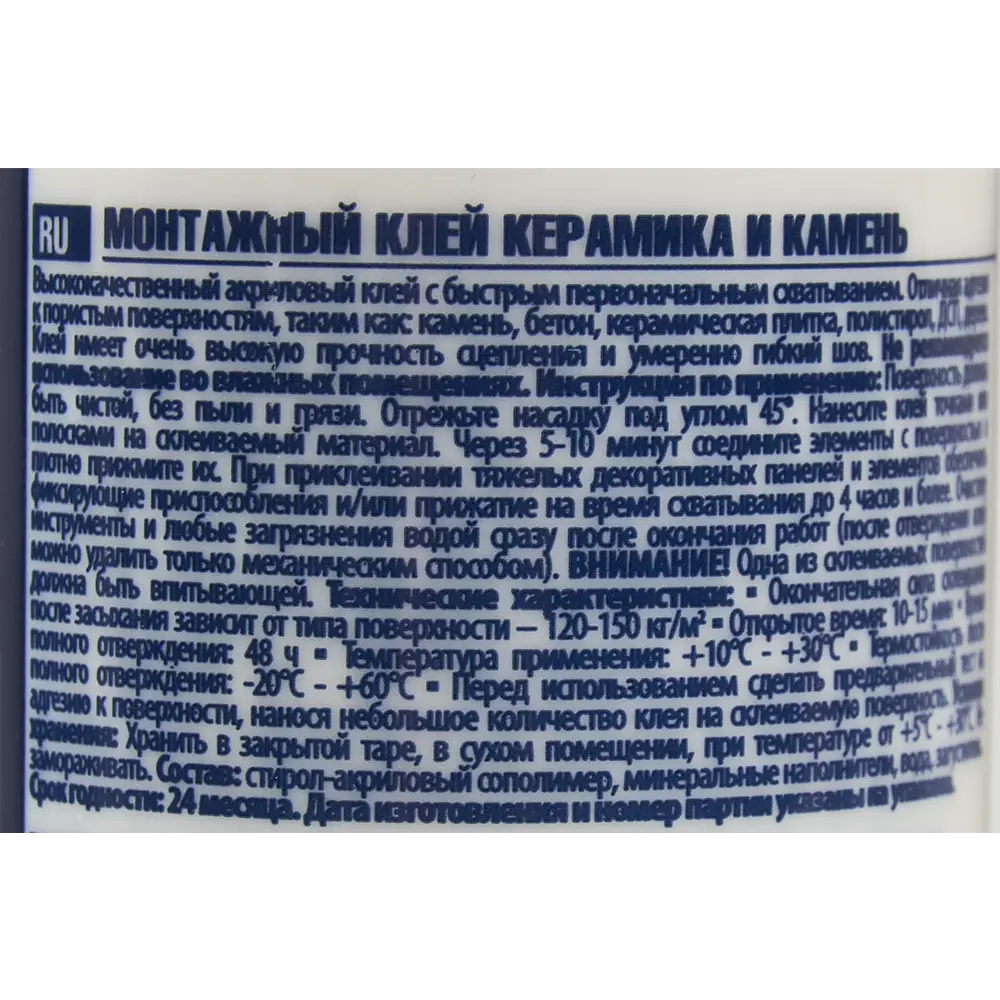 RU МОНТАЖНЫЙ КЛЕЙ КЕРАМИКА И КАМЕНЬ
Высококачественный акриловый клей с быстрым первоначальным схватыванием. Отличная
к пористым поверхностям, таким как: камень, бетон, керамическая плитка, полистирол, ДСП,
Клей имеет очень высокую прочность сцепления и умеренно гибкий шов. Не
использование во влажных помещениях. Инструкция по применению: Поверхность
быть чистой, без пыли и грязи. Отрежьте насадку под углом 45°. Нанесите клей точками
полосками на склеиваемый материал. Через 5-10 минут соедините элементы с
плотно прижмите их. При приклеивании тяжелых декоративных панелей и элементов
фиксирующие приспособления и/или прижатие на время схватывания до 4 часов и более.
инструменты и любые загрязнения водой сразу после окончания работ (после отверждения
можно удалить только механическим способом). ВНИМАНИЕ! Одна из склеиваемых
должна быть впитывающей. Технические характеристики: ▪ Окончательная сила
после засыхания зависит от типа поверхности – 120-150 кг/м² ▪ Открытое время: 10-15 мин ▪
полного отверждения: 48 ч ▪ Температура применения: +10°C - +30°C ▪ Термостойкость
полного отверждения: -20°C - +60°C ▪ Перед использованием сделать предварительный тест
адгезию к поверхности, нанося небольшое количество клея на склеиваемую поверхность.
хранения: Хранить в закрытой таре, в сухом помещении, при температуре от +5°C - +30°C,
замораживать. Состав: стирол-акриловый сополимер, минеральные наполнители, вода,
Срок годности: 24 месяца. Дата изготовления и номер партии указаны на